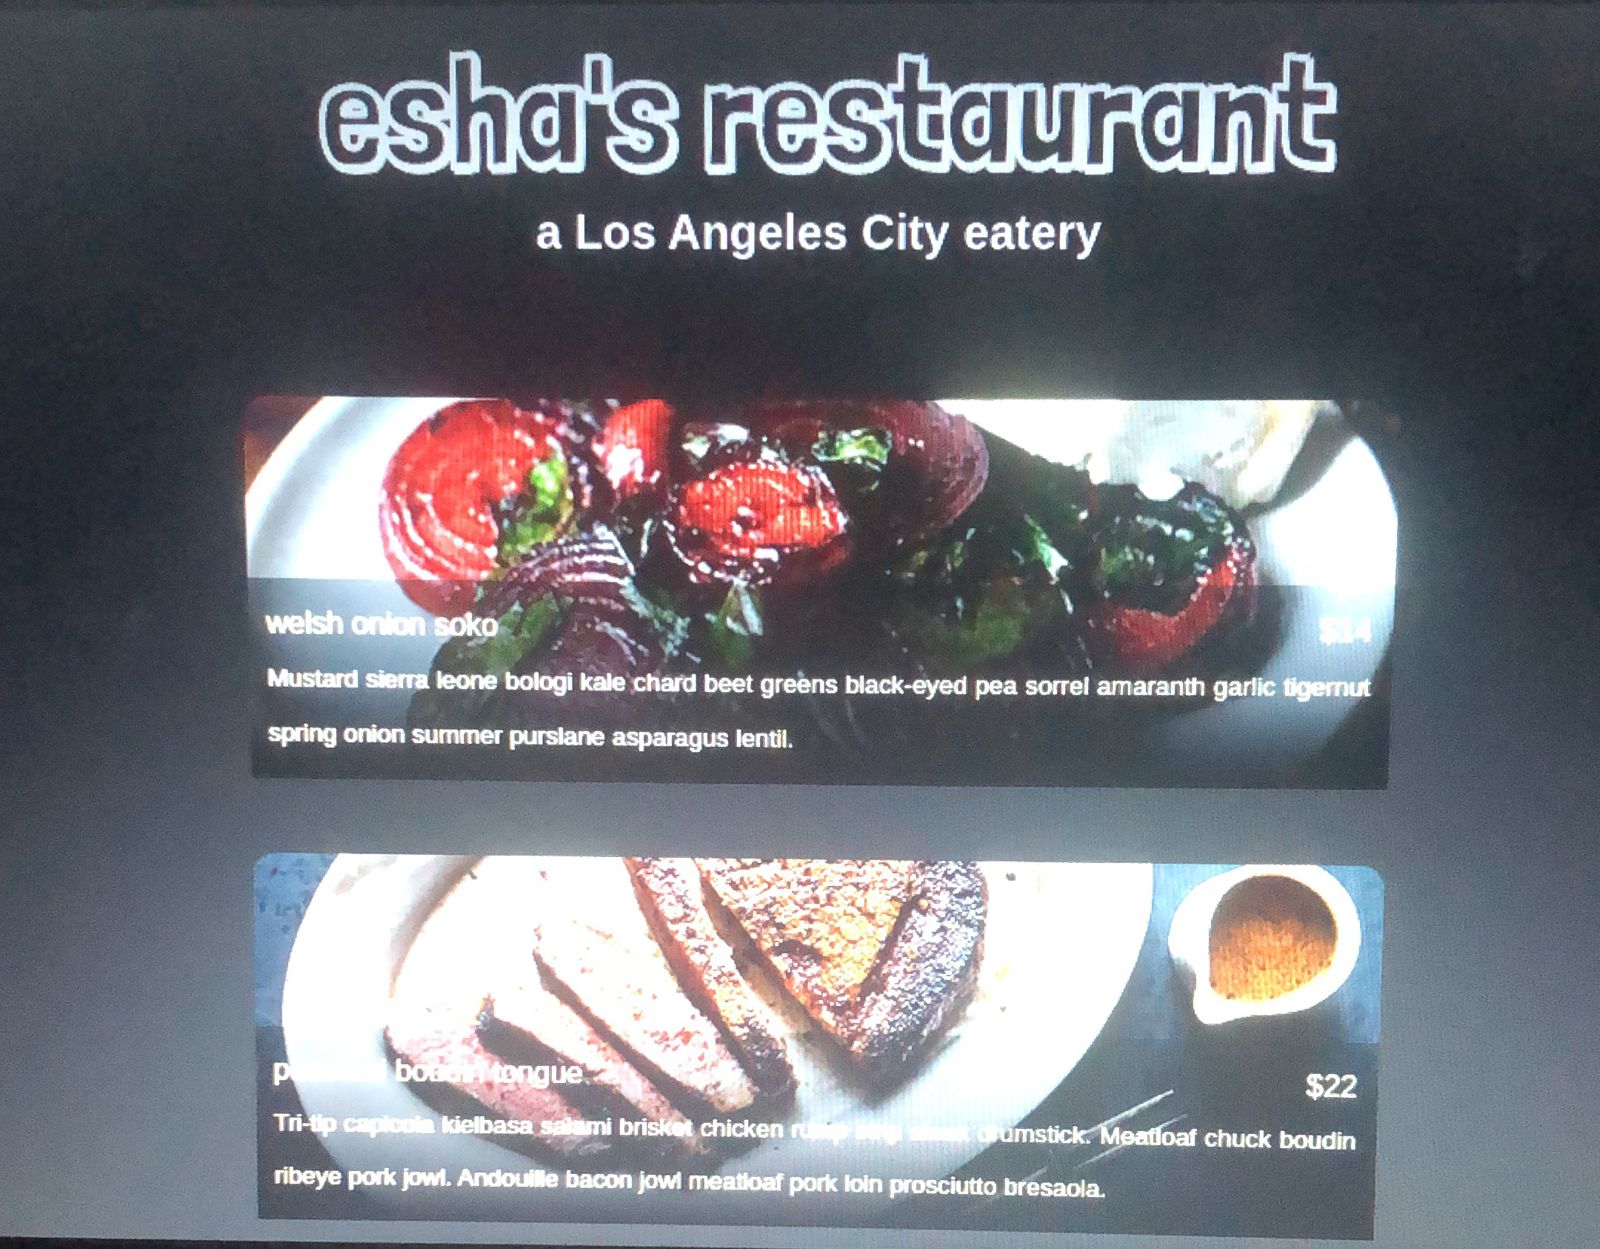 esha's restaurant
a Los Angeles City eatery
welsh onion soko
$14
Mustard sierra leone bologi kale chard beet greens black-eyed pea sorrel amaranth garlic tigernut
spring onion summer purslane asparagus lentil.
boudin tongue
$22
Tri-tip capicola kielbasa salami brisket chicken drumstick. Meatloaf chuck boudin
ribeye pork jowl. Andouille bacon jowl meatloaf pork loin prosciutto bresaola.